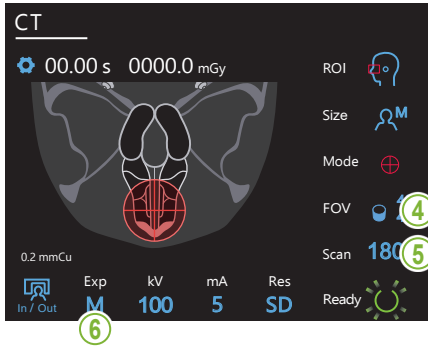 CT
00.00 s 0000.0 mGy
ROI
Size M
Mode
FOV 4
Scan 180 5
0.2 mmCu
Exp kV mA Res
In / Out M 100 5 SD Ready
6